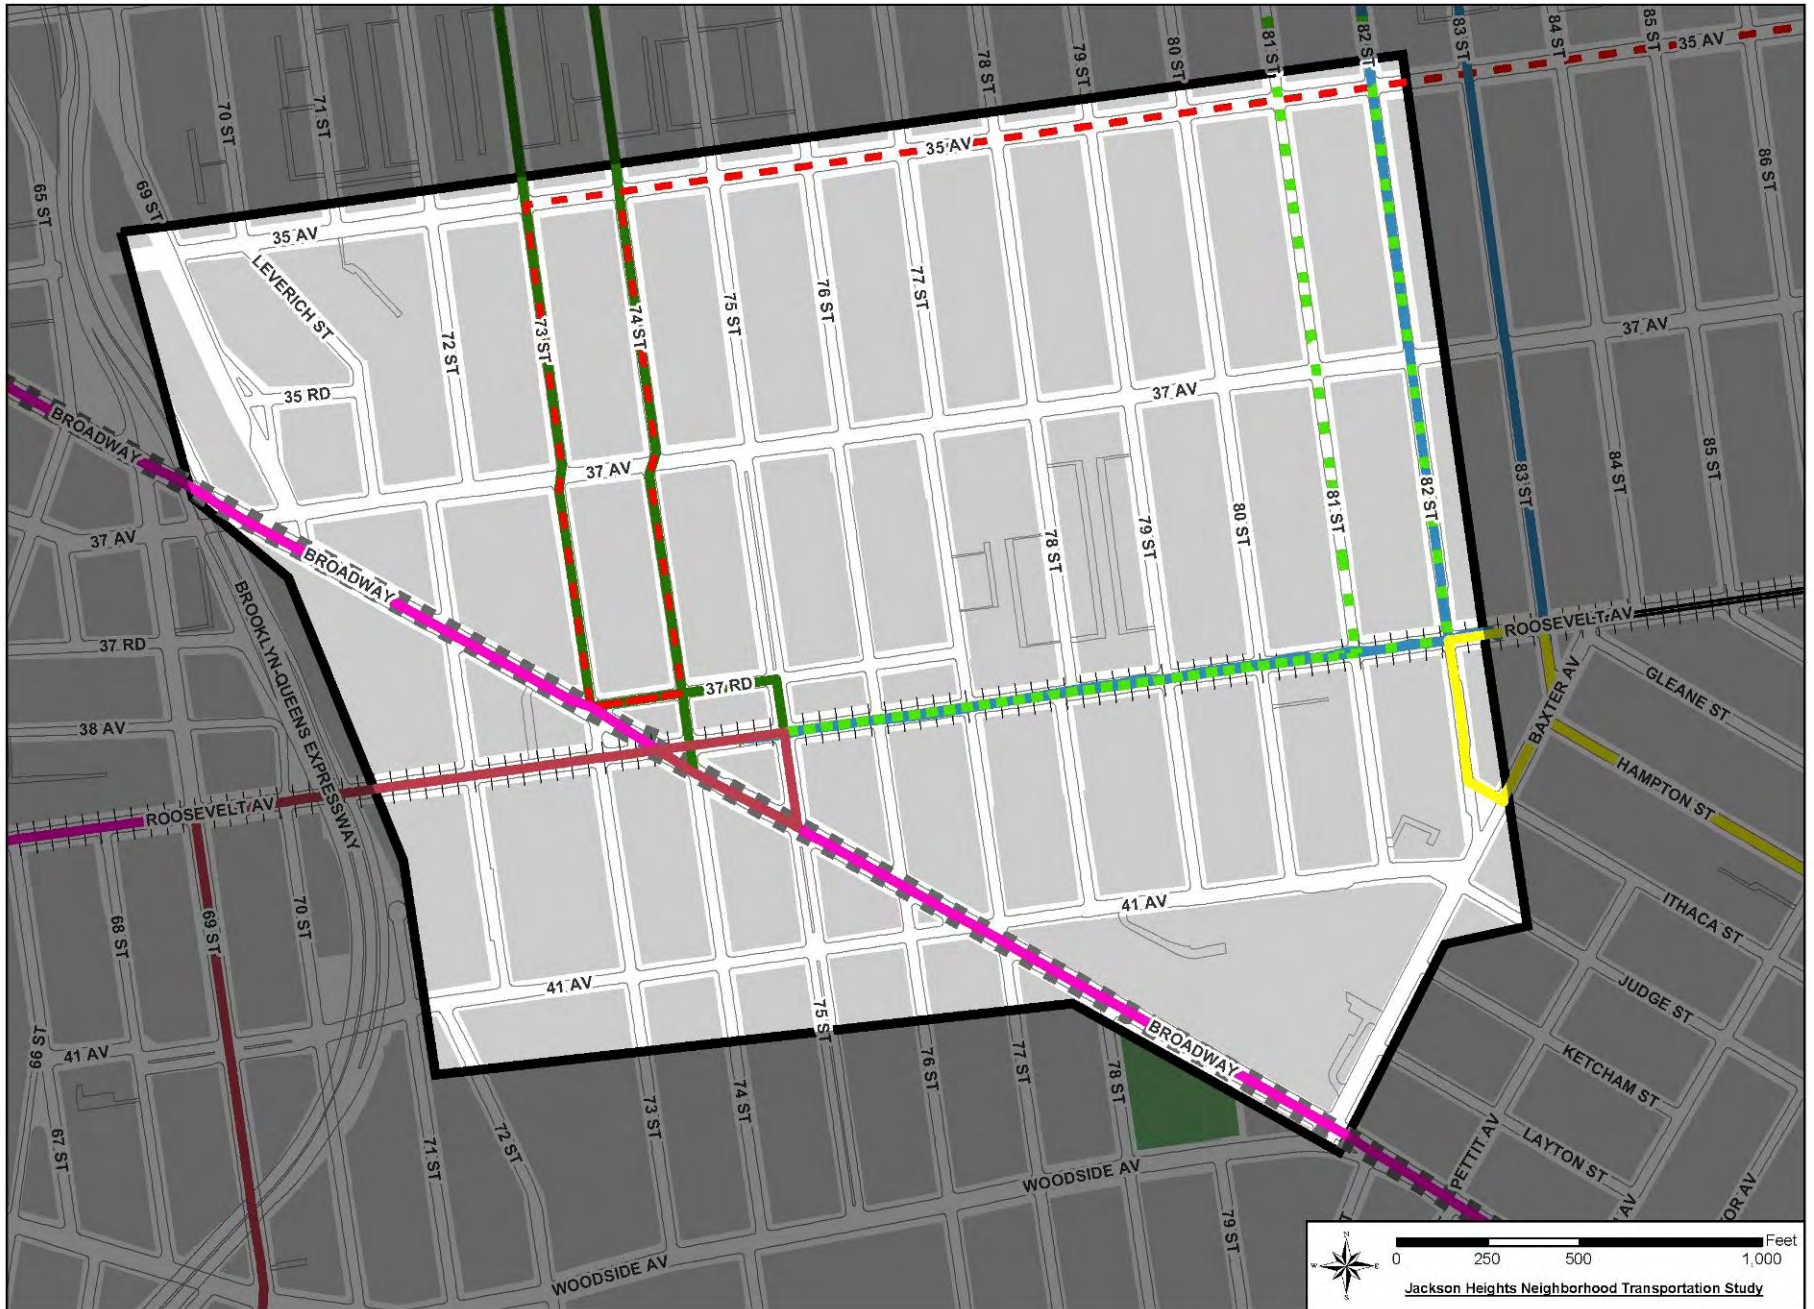 81 ST
82 ST
83 ST
84 ST
85 ST
35 AV
78 ST
79 ST
80 ST
70 ST
71 ST
69 ST
65 ST
35 AV
86 ST
35 AV
LEVERICH ST
72 ST
73 ST
74 ST
75 ST
76 ST
77 ST
37 AV
35 RD
37 AV
BROADWAY
37 AV
81 ST
82 ST
83 ST
84 ST
85 ST
37 AV
BROADWAY
78 ST
79 ST
80 ST
BROOKLYN-QUEENS EXPRESSWAY
37 RD
ROOSEVELT AV
37 RD
BAXTER AV
GLEANE ST
38 AV
HAMPTON ST
ROOSEVELT AV
68 ST
69 ST
70 ST
41 AV
ITHACA ST
41 AV
75 ST
JUDGE ST
66 ST
41 AV
BROADWAY
76 ST
77 ST
78 ST
KETCHAM ST
67 ST
71 ST
72 ST
73 ST
74 ST
PETTIT AV
LAYTON ST
WOODSIDE AV
79 ST
AV
OR AV
WOODSIDE AV
N
W
E
S
Feet
0 250 500 1,000
Jackson Heights Neighborhood Transportation Study